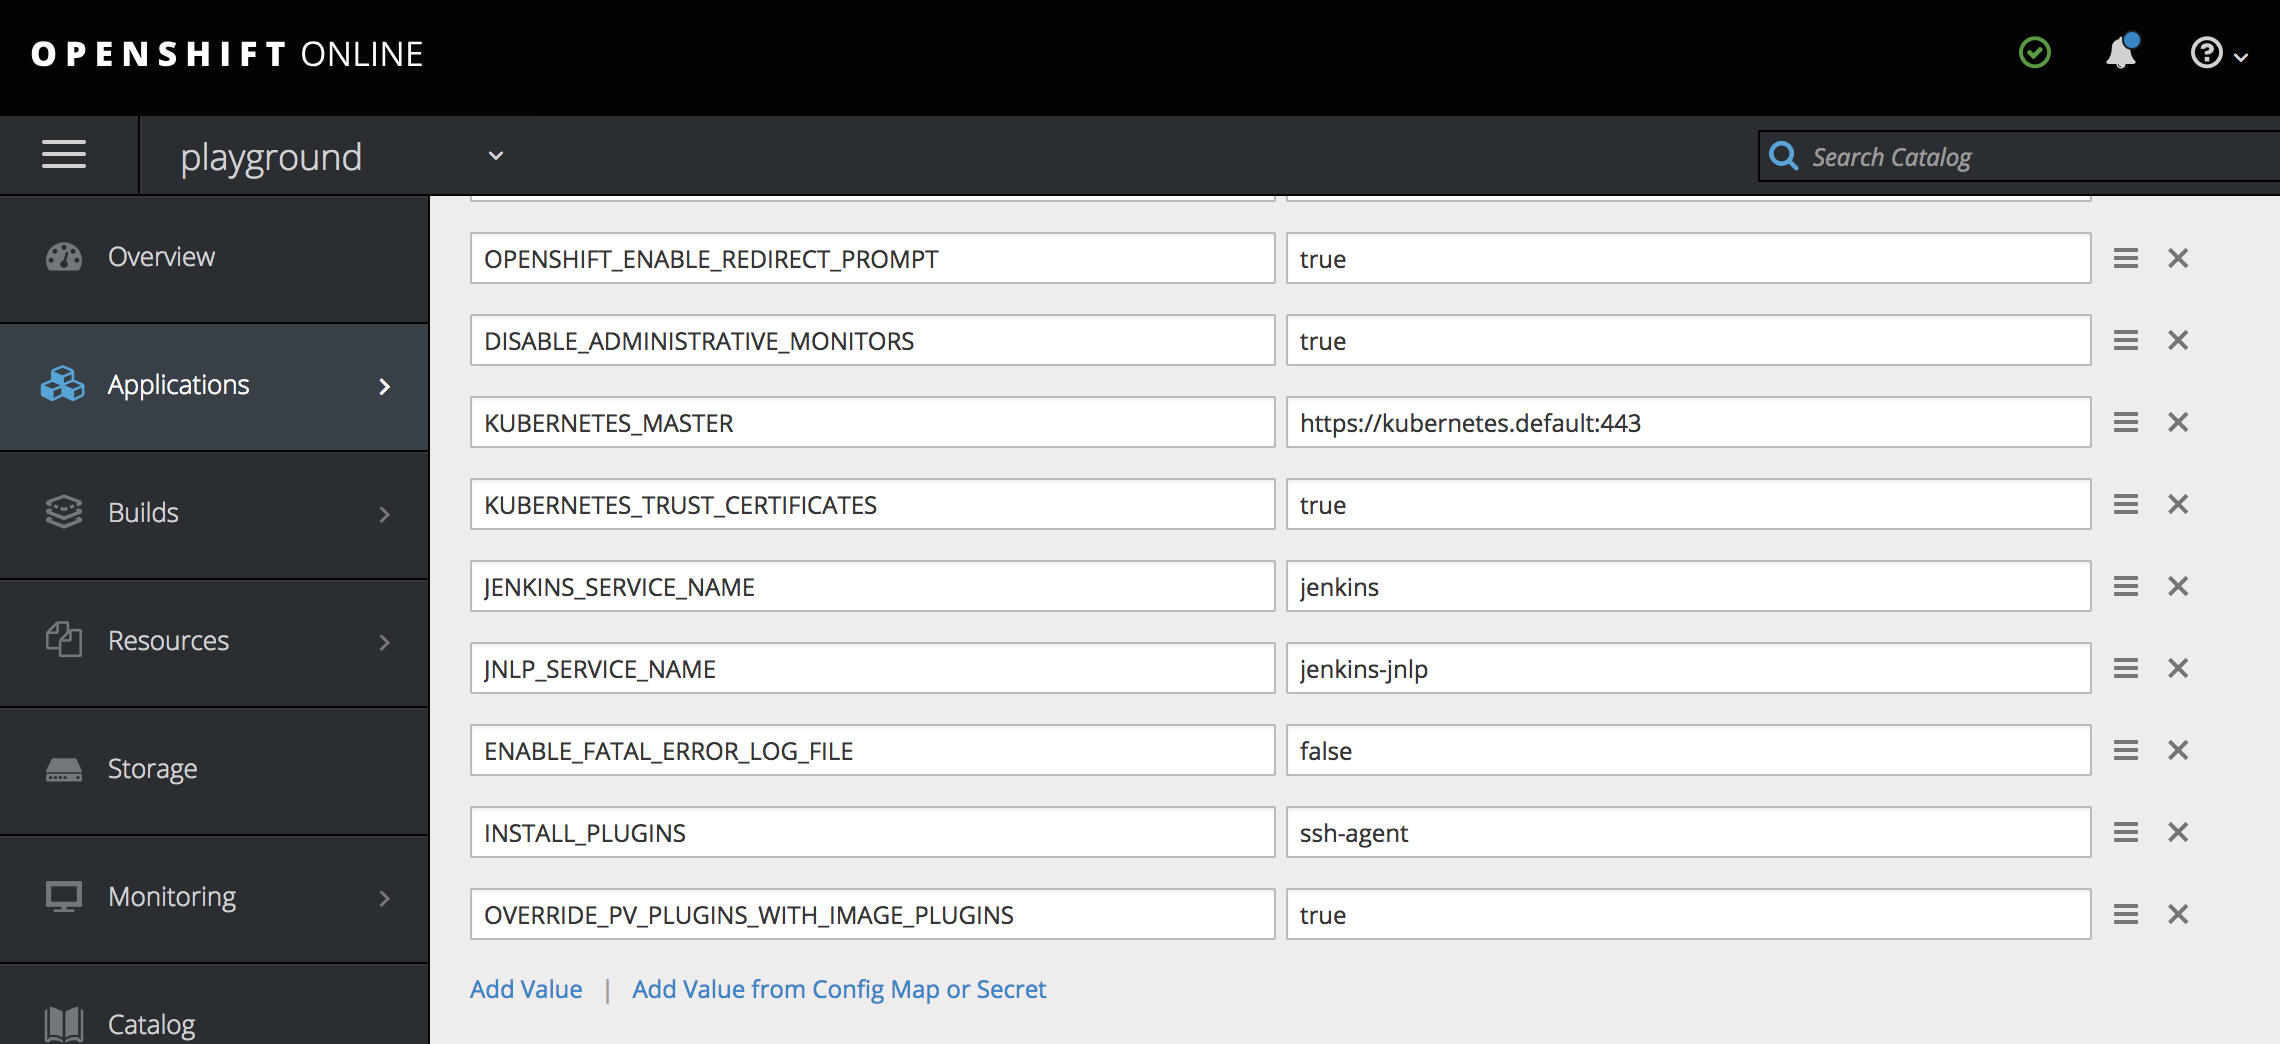 OPENSHIFT ONLINE
playground
Search Catalog
Overview
Applications
Builds
Resources
Storage
Monitoring
Catalog
OPENSHIFT_ENABLE_REDIRECT_PROMPT true
DISABLE_ADMINISTRATIVE_MONITORS true
KUBERNETES_MASTER https://kubernetes.default:443
KUBERNETES_TRUST_CERTIFICATES true
JENKINS_SERVICE_NAME jenkins
JNLP_SERVICE_NAME jenkins-jnlp
ENABLE_FATAL_ERROR_LOG_FILE false
INSTALL_PLUGINS ssh-agent
OVERRIDE_PV_PLUGINS_WITH_IMAGE_PLUGINS true
Add Value | Add Value from Config Map or Secret